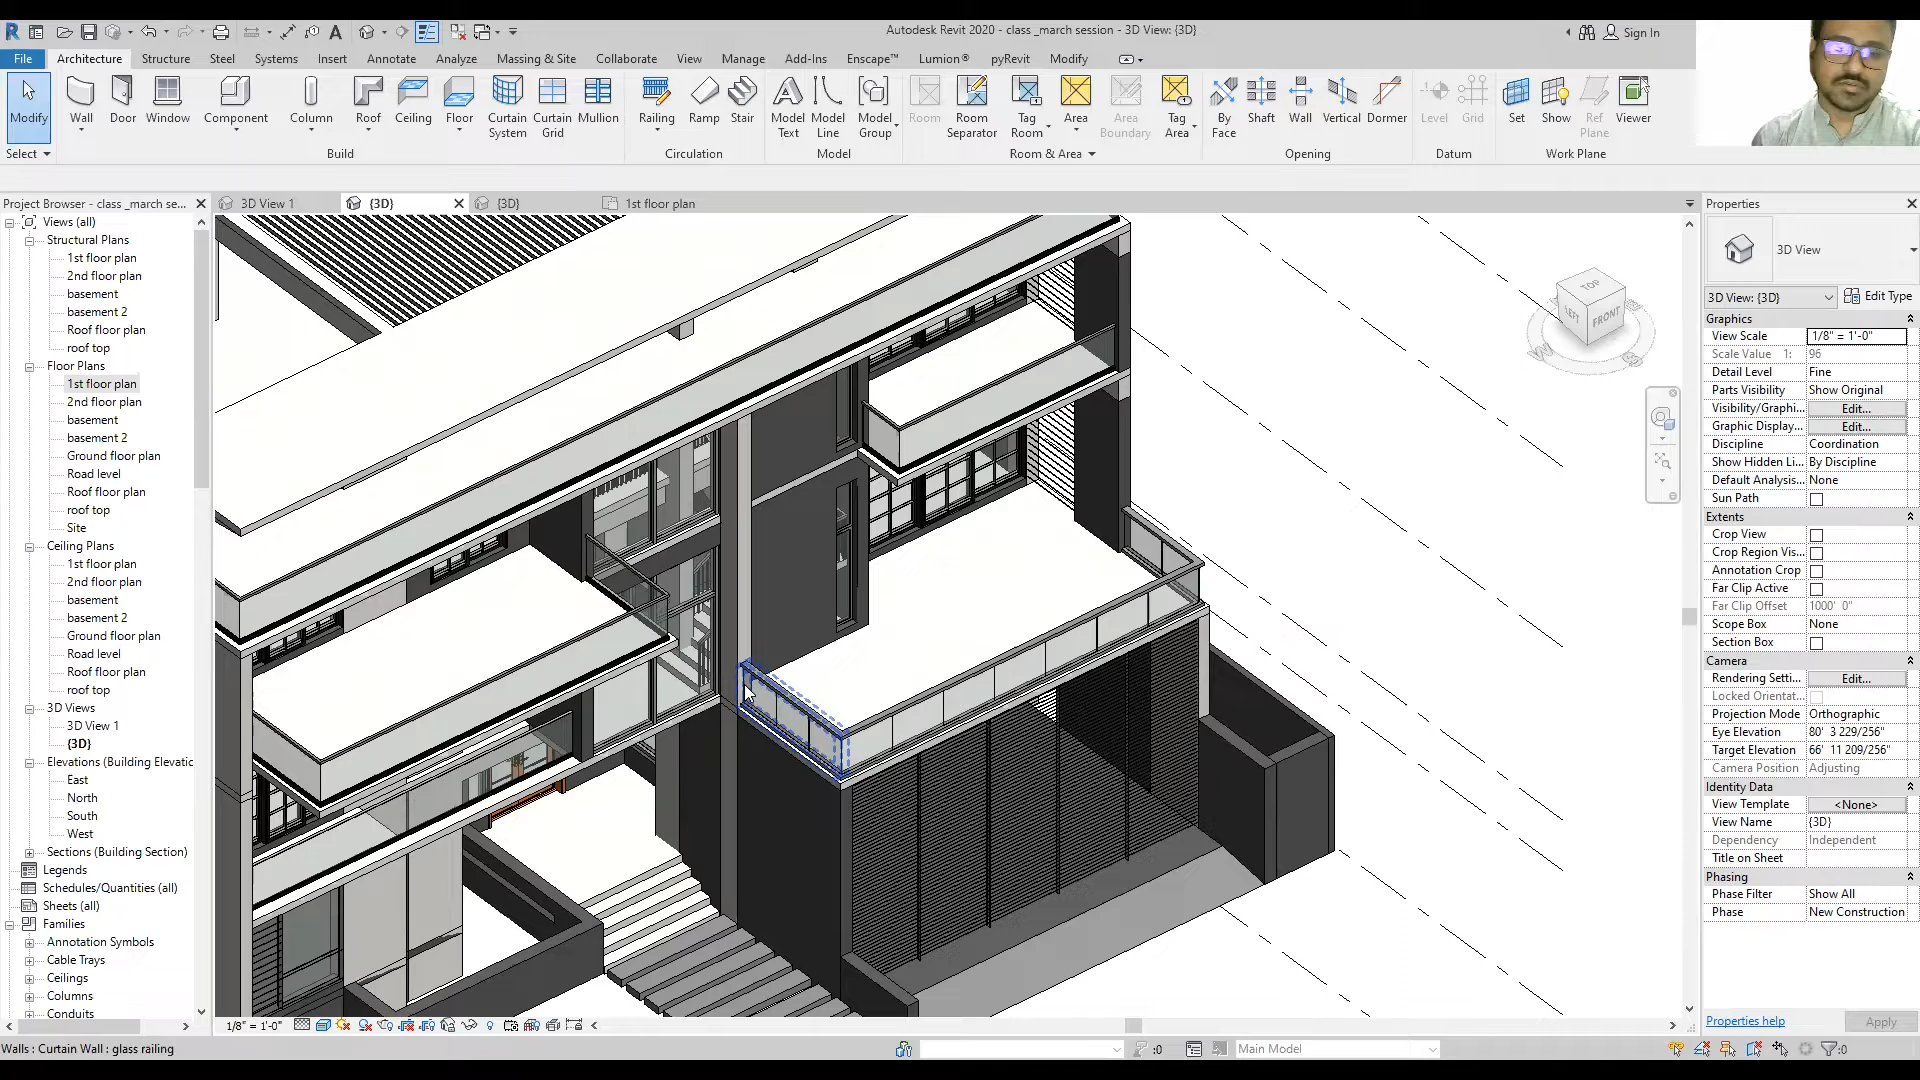 Autodesk Revit 2020 - class _march session - 3D View: {3D}
Sign In
File Architecture Structure Steel Systems Insert Annotate Analyze Massing & Site Collaborate View Manage Add-Ins Enscape™ Lumion® pyRevit Modify
Modify Wall Door Window Component Column Roof Ceiling Floor Curtain System Curtain Grid Mullion Railing Ramp Stair Model Text Model Line Model Group Room Room Separator Tag Room Area Area Boundary Tag Area By Face Shaft Wall Vertical Dormer Level Grid Set Show Ref Plane Viewer
Select Build Circulation Model Room & Area Opening Datum Work Plane
Project Browser - class _march se...
3D View 1 {3D} {3D} 1st floor plan
Views (all)
Structural Plans
1st floor plan
2nd floor plan
basement
basement 2
Roof floor plan
roof top
Floor Plans
1st floor plan
2nd floor plan
basement
basement 2
Ground floor plan
Road level
Roof floor plan
roof top
Site
Ceiling Plans
1st floor plan
2nd floor plan
basement
basement 2
Ground floor plan
Road level
Roof floor plan
roof top
3D Views
3D View 1
{3D}
Elevations (Building Elevatic
East
North
South
West
Sections (Building Section)
Legends
Schedules/Quantities (all)
Sheets (all)
Families
Annotation Symbols
Cable Trays
Ceilings
Columns
Conduits
TOP
LEFT
FRONT
W
S
Properties
3D View
3D View: {3D} Edit Type
Graphics
View Scale 1/8" = 1'-0"
Scale Value 1: 96
Detail Level Fine
Parts Visibility Show Original
Visibility/Graphi... Edit...
Graphic Display... Edit...
Discipline Coordination
Show Hidden Li... By Discipline
Default Analysis... None
Sun Path
Extents
Crop View
Crop Region Vis...
Annotation Crop
Far Clip Active
Far Clip Offset 1000' 0"
Scope Box None
Section Box
Camera
Rendering Setti... Edit...
Locked Orientat...
Projection Mode Orthographic
Eye Elevation 80' 3 229/256"
Target Elevation 66' 11 209/256"
Camera Position Adjusting
Identity Data
View Template <None>
View Name {3D}
Dependency Independent
Title on Sheet
Phasing
Phase Filter Show All
Phase New Construction
Properties help Apply
1/8" = 1'-0"
Walls : Curtain Wall : glass railing
:0
Main Model
:0